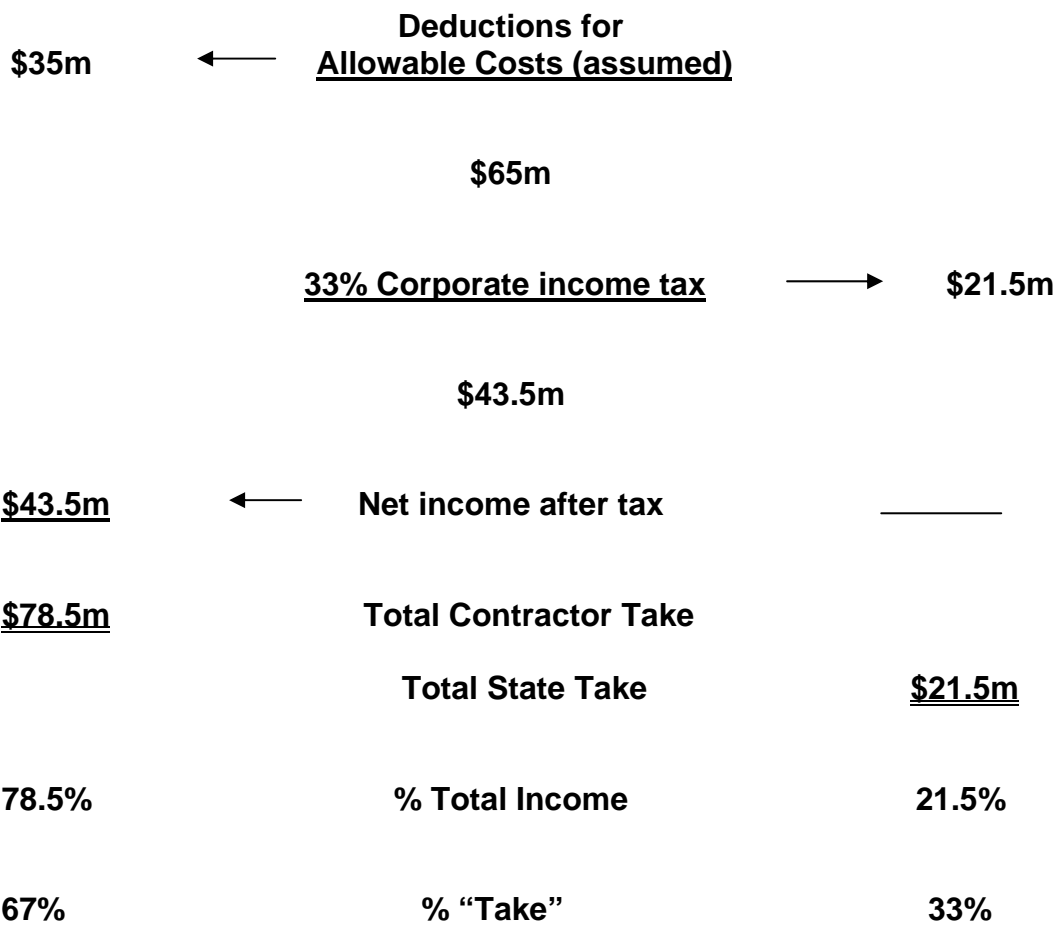 Deductions for
$35m Allowable Costs (assumed)
$65m
33% Corporate income tax $21.5m
$43.5m
$43.5m Net income after tax
$78.5m Total Contractor Take
Total State Take $21.5m
78.5% % Total Income 21.5%
67% % “Take” 33%